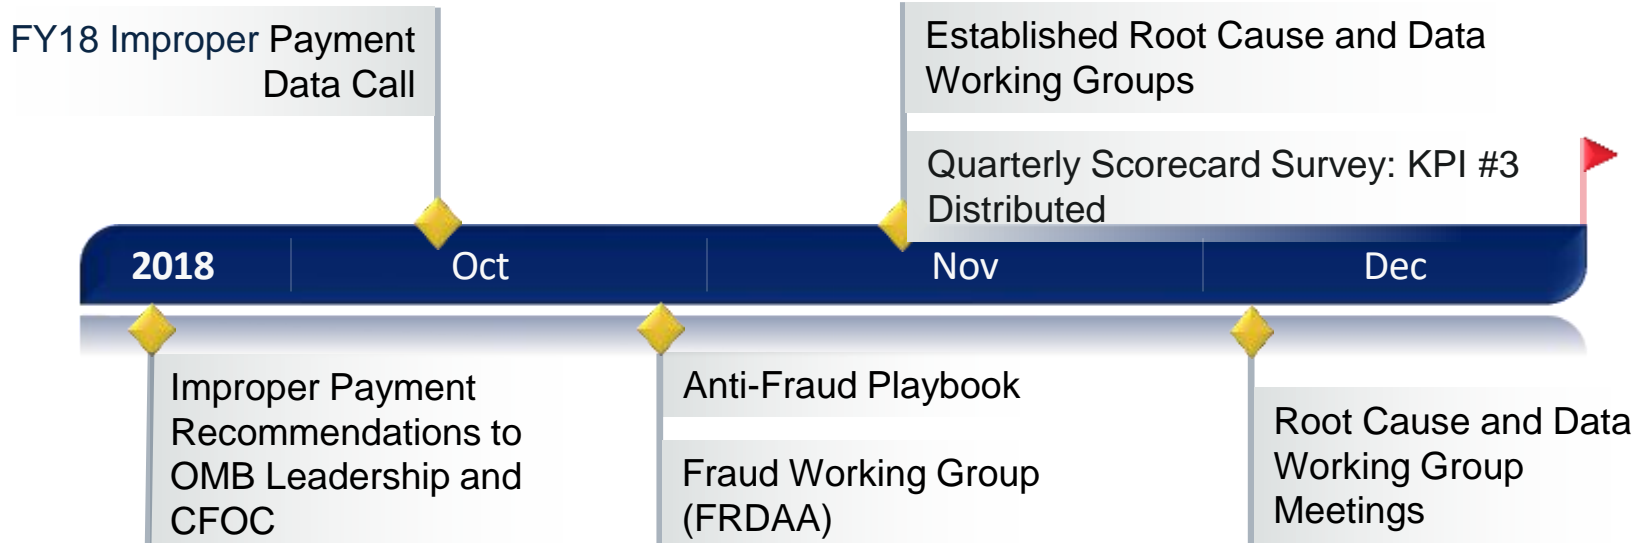 FY18 Improper Payment
Data Call
Established Root Cause and Data
Working Groups
Quarterly Scorecard Survey: KPI #3
Distributed
2018
Oct
Nov
Dec
Improper Payment
Recommendations to
OMB Leadership and
CFOC
Anti-Fraud Playbook
Fraud Working Group
(FRDAA)
Root Cause and Data
Working Group
Meetings